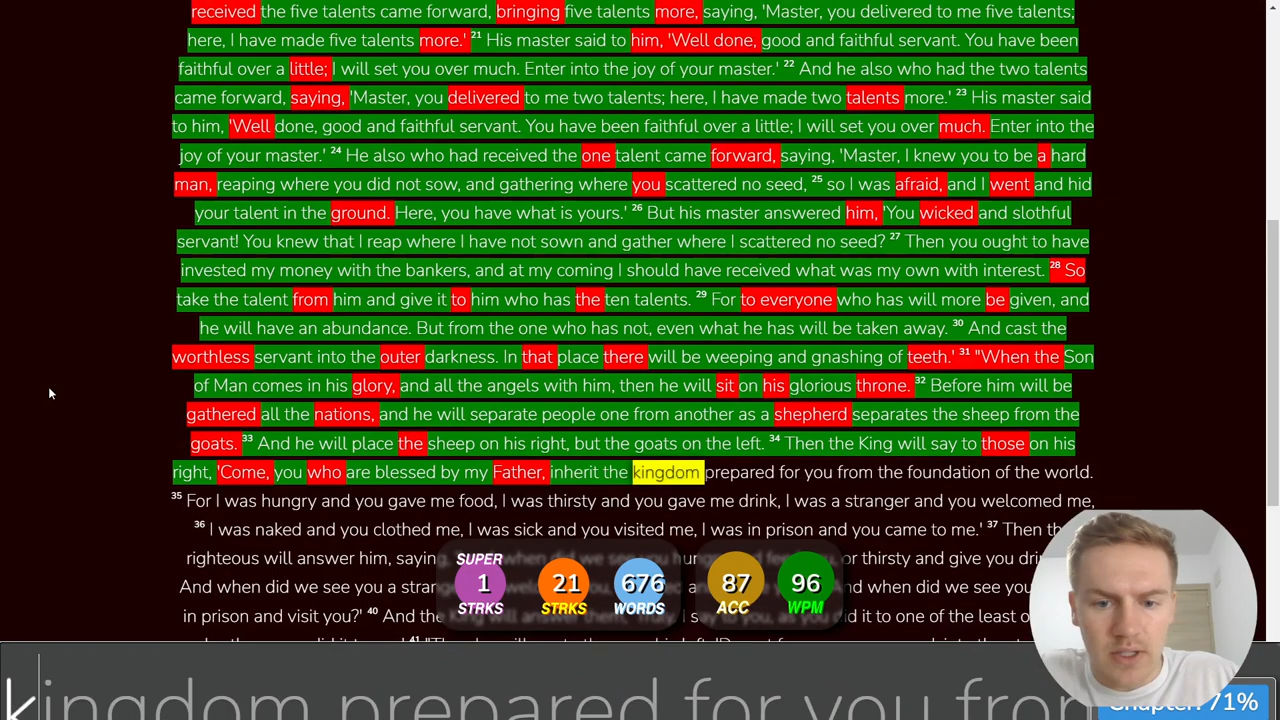 received the five talents came forward, bringing five talents more, saying, 'Master, you delivered to me five talents;
here, I have made five talents more.' 21 His master said to him, 'Well done, good and faithful servant. You have been
faithful over a little; I will set you over much. Enter into the joy of your master.' 22 And he also who had the two talents
came forward, saying, 'Master, you delivered to me two talents; here, I have made two talents more.' 23 His master said
to him, 'Well done, good and faithful servant. You have been faithful over a little; I will set you over much. Enter into the
joy of your master.' 24 He also who had received the one talent came forward, saying, 'Master, I knew you to be a hard
man, reaping where you did not sow, and gathering where you scattered no seed, 25 so I was afraid, and I went and hid
your talent in the ground. Here, you have what is yours.' 26 But his master answered him, 'You wicked and slothful
servant! You knew that I reap where I have not sown and gather where I scattered no seed? 27 Then you ought to have
invested my money with the bankers, and at my coming I should have received what was my own with interest. 28 So
take the talent from him and give it to him who has the ten talents. 29 For to everyone who has will more be given, and
he will have an abundance. But from the one who has not, even what he has will be taken away. 30 And cast the
worthless servant into the outer darkness. In that place there will be weeping and gnashing of teeth.' 31 "When the Son
of Man comes in his glory, and all the angels with him, then he will sit on his glorious throne. 32 Before him will be
gathered all the nations, and he will separate people one from another as a shepherd separates the sheep from the
goats. 33 And he will place the sheep on his right, but the goats on the left. 34 Then the King will say to those on his
right, 'Come, you who are blessed by my Father, inherit the kingdom prepared for you from the foundation of the world.
35 For I was hungry and you gave me food, I was thirsty and you gave me drink, I was a stranger and you welcomed me,
36 I was naked and you clothed me, I was sick and you visited me, I was in prison and you came to me.' 37 Then
righteous will answer him, or thirsty and give you
And when did we see you a and when did we see you
in prison and visit you?' 40 And the did it to one of the least
SUPER
1 21 676 87 96
STRKS STRKS WORDS ACC WPM
kingdom prepared for you from
Chapter: 71%